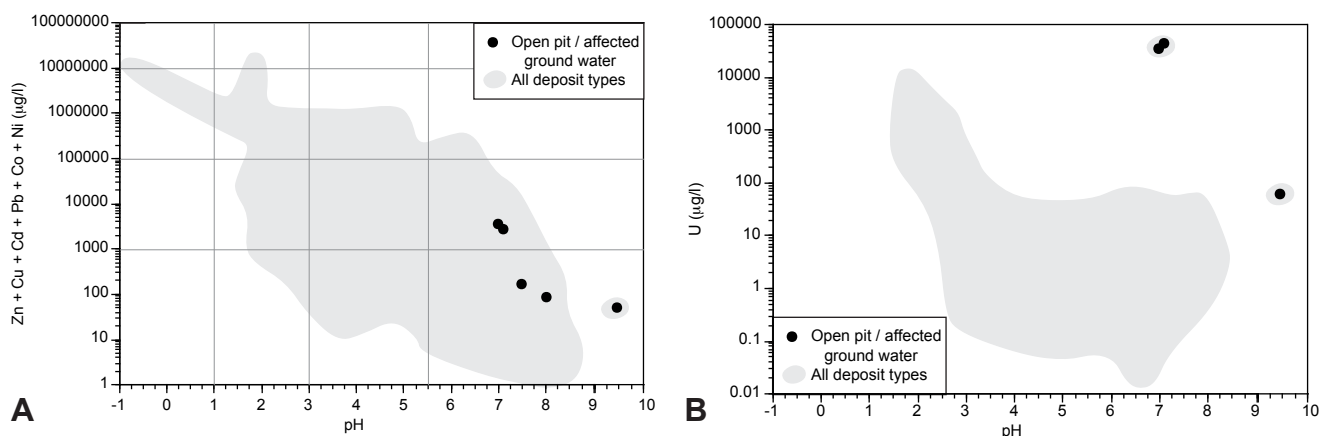 100000000
10000000
1000000
100000
10000
1000
100
10
1
Zn + Cu + Cd + Pb + Co + Ni (µg/l)
Open pit / affected
ground water
All deposit types
-1 0 1 2 3 4 5 6 7 8 9 10
pH
A
100000
10000
1000
100
10
1
0.1
0.01
U (µg/l)
Open pit / affected
ground water
All deposit types
-1 0 1 2 3 4 5 6 7 8 9 10
pH
B